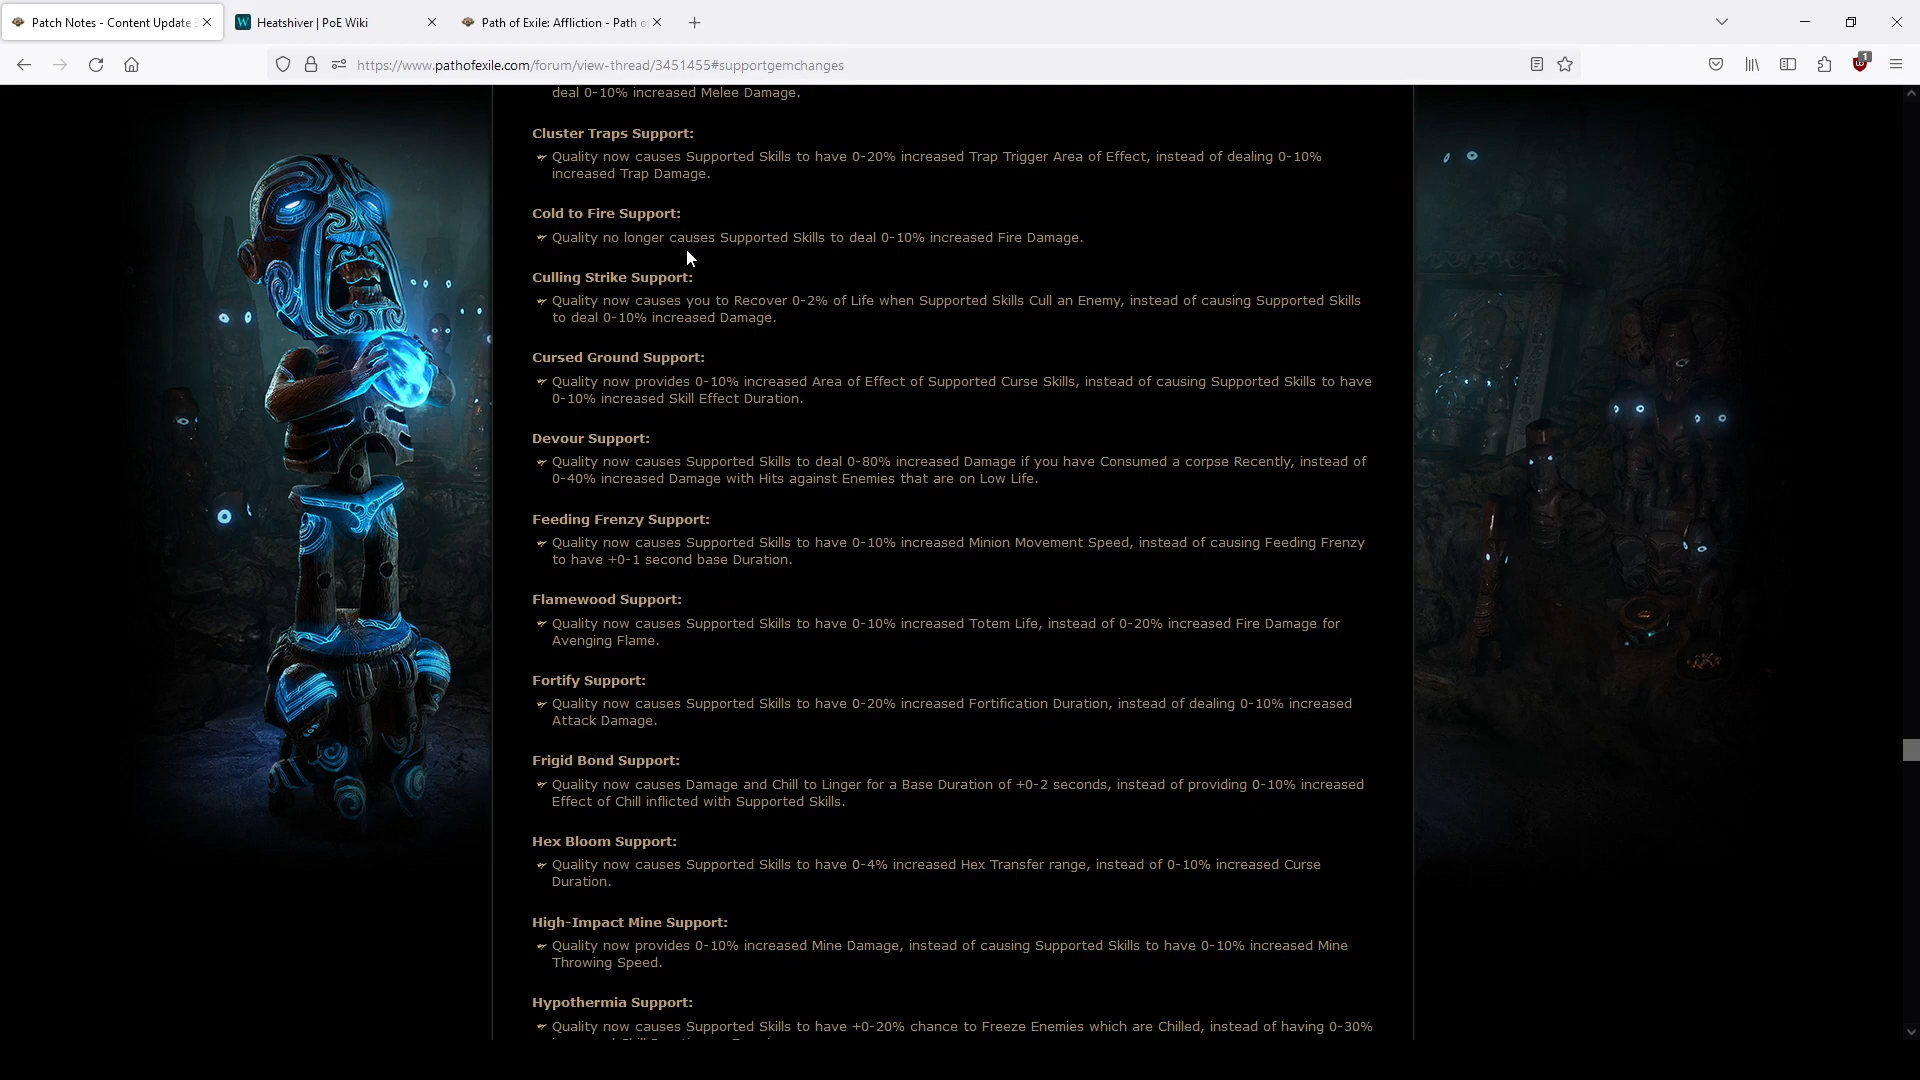 Patch Notes - Content Update 3
Heatshiver | PoE Wiki
Path of Exile: Affliction - Path o
https://www.pathofexile.com/forum/view-thread/3451455#supportgemchanges
1
deal 0-10% increased Melee Damage.
Cluster Traps Support:
Quality now causes Supported Skills to have 0-20% increased Trap Trigger Area of Effect, instead of dealing 0-10%
increased Trap Damage.
Cold to Fire Support:
Quality no longer causes Supported Skills to deal 0-10% increased Fire Damage.
Culling Strike Support:
Quality now causes you to Recover 0-2% of Life when Supported Skills Cull an Enemy, instead of causing Supported Skills
to deal 0-10% increased Damage.
Cursed Ground Support:
Quality now provides 0-10% increased Area of Effect of Supported Curse Skills, instead of causing Supported Skills to have
0-10% increased Skill Effect Duration.
Devour Support:
Quality now causes Supported Skills to deal 0-80% increased Damage if you have Consumed a corpse Recently, instead of
0-40% increased Damage with Hits against Enemies that are on Low Life.
Feeding Frenzy Support:
Quality now causes Supported Skills to have 0-10% increased Minion Movement Speed, instead of causing Feeding Frenzy
to have +0-1 second base Duration.
Flamewood Support:
Quality now causes Supported Skills to have 0-10% increased Totem Life, instead of 0-20% increased Fire Damage for
Avenging Flame.
Fortify Support:
Quality now causes Supported Skills to have 0-20% increased Fortification Duration, instead of dealing 0-10% increased
Attack Damage.
Frigid Bond Support:
Quality now causes Damage and Chill to Linger for a Base Duration of +0-2 seconds, instead of providing 0-10% increased
Effect of Chill inflicted with Supported Skills.
Hex Bloom Support:
Quality now causes Supported Skills to have 0-4% increased Hex Transfer range, instead of 0-10% increased Curse
Duration.
High-Impact Mine Support:
Quality now provides 0-10% increased Mine Damage, instead of causing Supported Skills to have 0-10% increased Mine
Throwing Speed.
Hypothermia Support:
Quality now causes Supported Skills to have +0-20% chance to Freeze Enemies which are Chilled, instead of having 0-30%